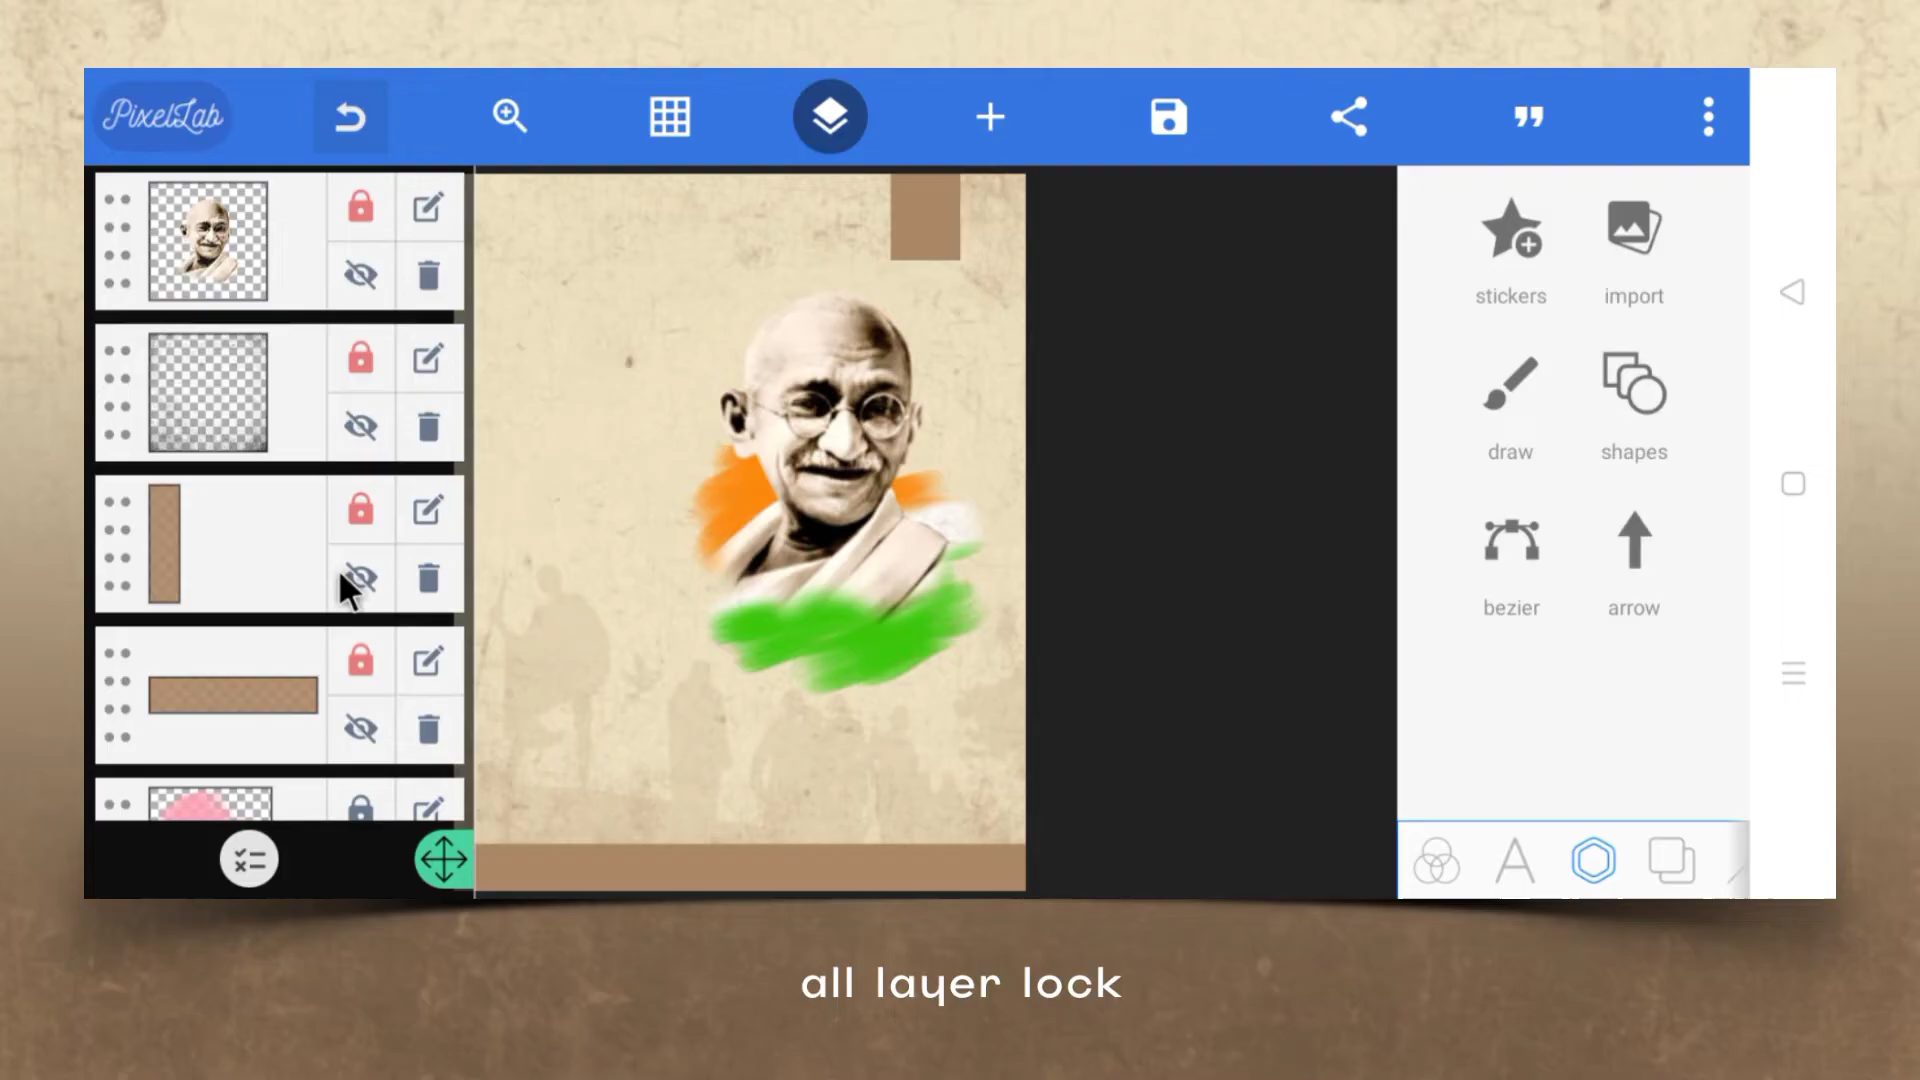 PixelLab
stickers
import
draw
shapes
bezier
arrow
all layer lock